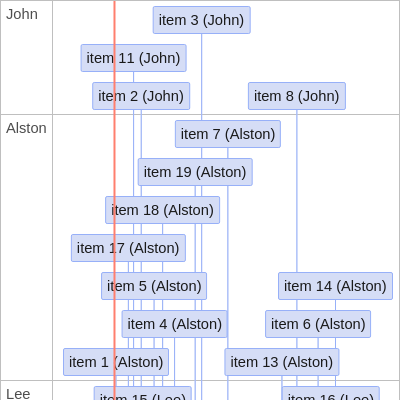 John
item 3 (John)
item 11 (John)
item 2 (John)
item 8 (John)
Alston
item 7 (Alston)
item 19 (Alston)
item 18 (Alston)
item 17 (Alston)
item 5 (Alston)
item 14 (Alston)
item 4 (Alston)
item 6 (Alston)
item 1 (Alston)
item 13 (Alston)
Lee
item 15 (Lee)
item 16 (Lee)